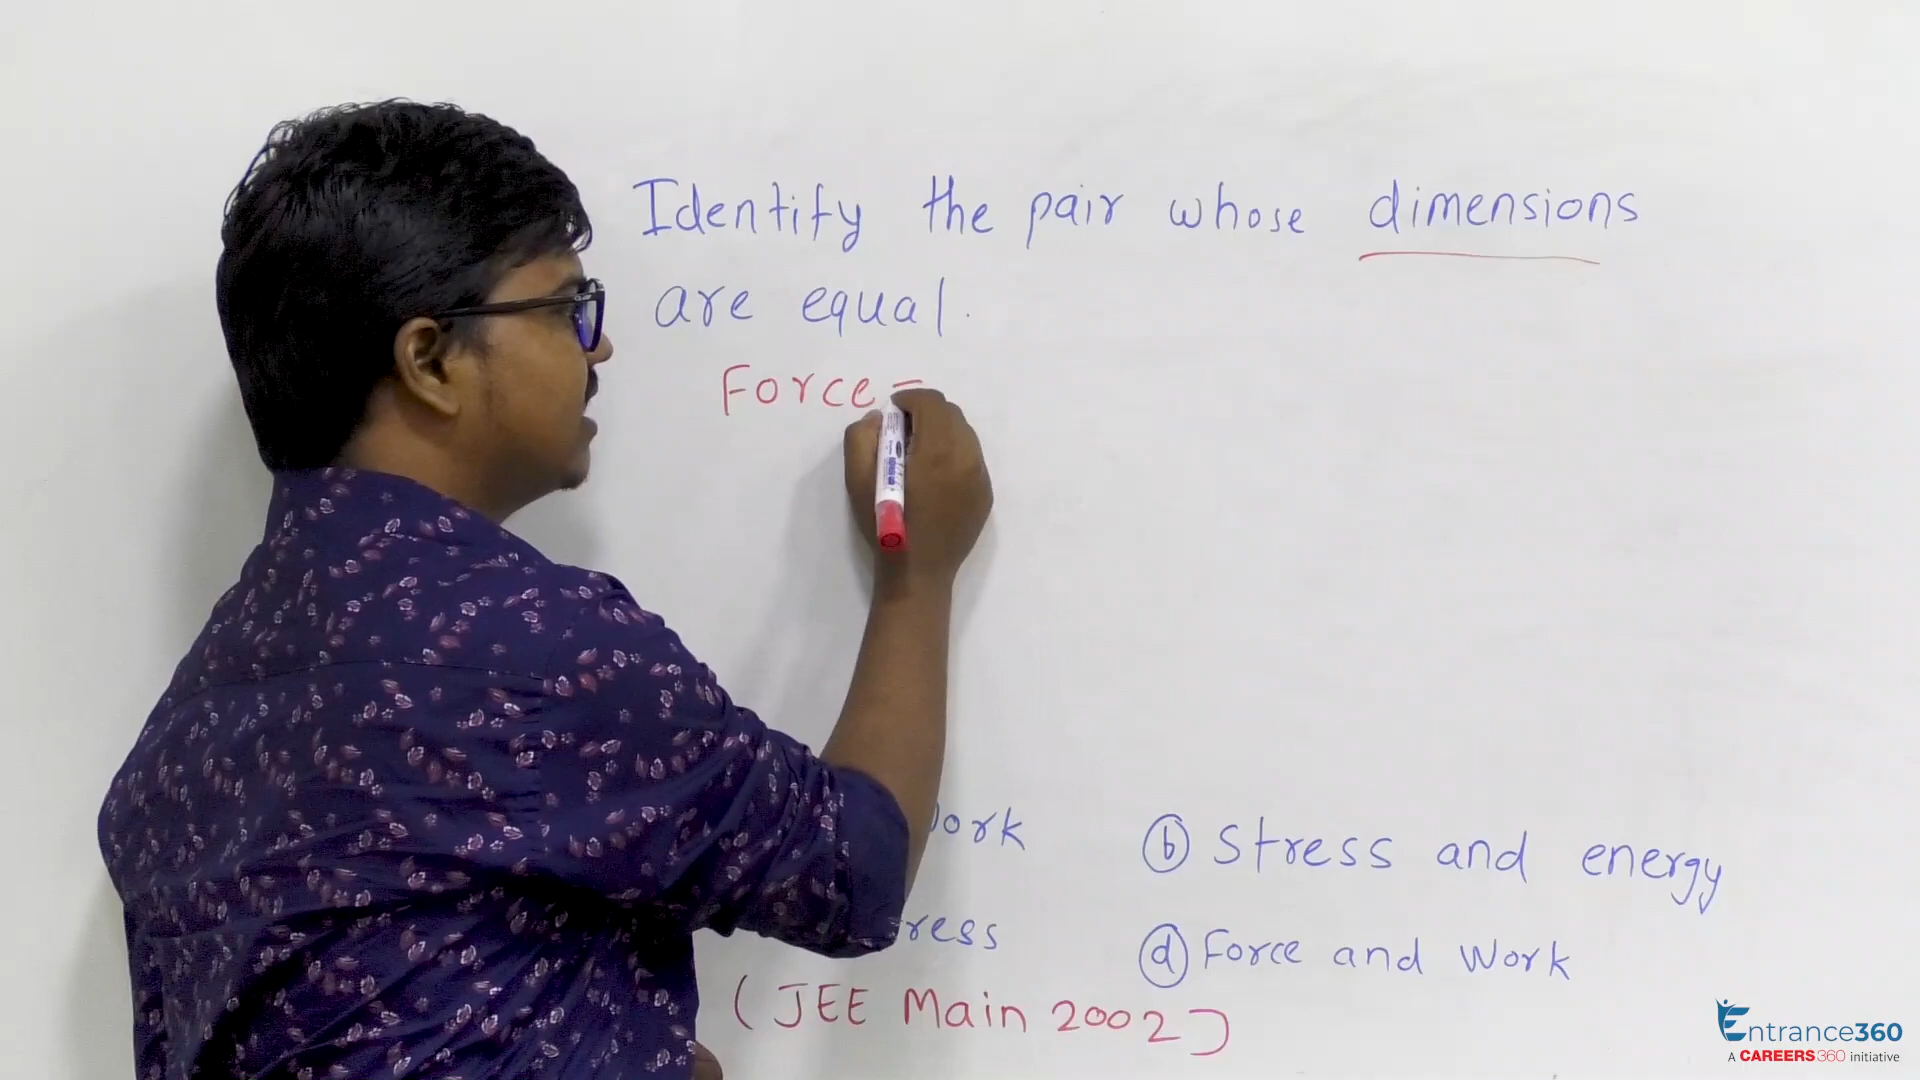 Identify the pair whose dimensions
are equal.
Force =
ork
ⓑ Stress and energy
ress
ⓓ Force and Work
(JEE Main 2002)
Entrance360
A CAREERS360 initiative